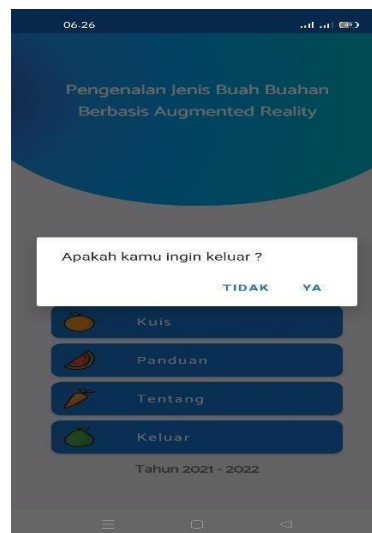 06.26
Pengenalan Jenis Buah Buahan
Berbasis Augmented Reality
Apakah kamu ingin keluar ?
TIDAK YA
Kuis
Panduan
Tentang
Keluar
Tahun 2021 - 2022